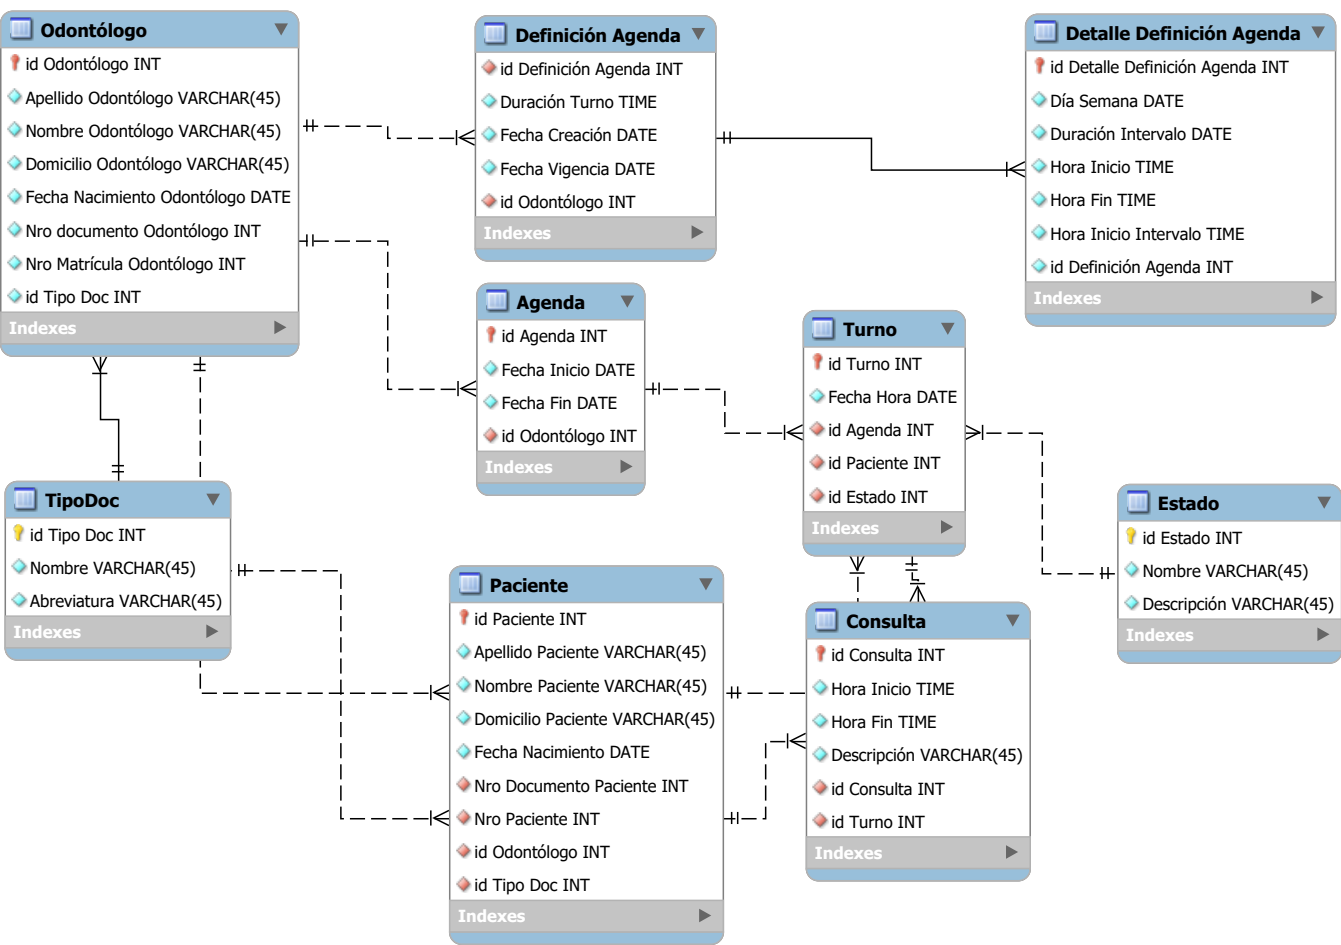 Odontólogo
id Odontólogo INT
Apellido Odontólogo VARCHAR(45)
Nombre Odontólogo VARCHAR(45)
Domicilio Odontólogo VARCHAR(45)
Fecha Nacimiento Odontólogo DATE
Nro documento Odontólogo INT
Nro Matrícula Odontólogo INT
id Tipo Doc INT
Indexes
Definición Agenda
id Definición Agenda INT
Duración Turno TIME
Fecha Creación DATE
Fecha Vigencia DATE
id Odontólogo INT
Indexes
Detalle Definición Agenda
id Detalle Definición Agenda INT
Día Semana DATE
Duración Intervalo DATE
Hora Inicio TIME
Hora Fin TIME
Hora Inicio Intervalo TIME
id Definición Agenda INT
Indexes
Agenda
id Agenda INT
Fecha Inicio DATE
Fecha Fin DATE
id Odontólogo INT
Indexes
Turno
id Turno INT
Fecha Hora DATE
id Agenda INT
id Paciente INT
id Estado INT
Indexes
TipoDoc
id Tipo Doc INT
Nombre VARCHAR(45)
Abreviatura VARCHAR(45)
Indexes
Estado
id Estado INT
Nombre VARCHAR(45)
Descripción VARCHAR(45)
Indexes
Paciente
id Paciente INT
Apellido Paciente VARCHAR(45)
Nombre Paciente VARCHAR(45)
Domicilio Paciente VARCHAR(45)
Fecha Nacimiento DATE
Nro Documento Paciente INT
Nro Paciente INT
id Odontólogo INT
id Tipo Doc INT
Indexes
Consulta
id Consulta INT
Hora Inicio TIME
Hora Fin TIME
Descripción VARCHAR(45)
id Consulta INT
id Turno INT
Indexes